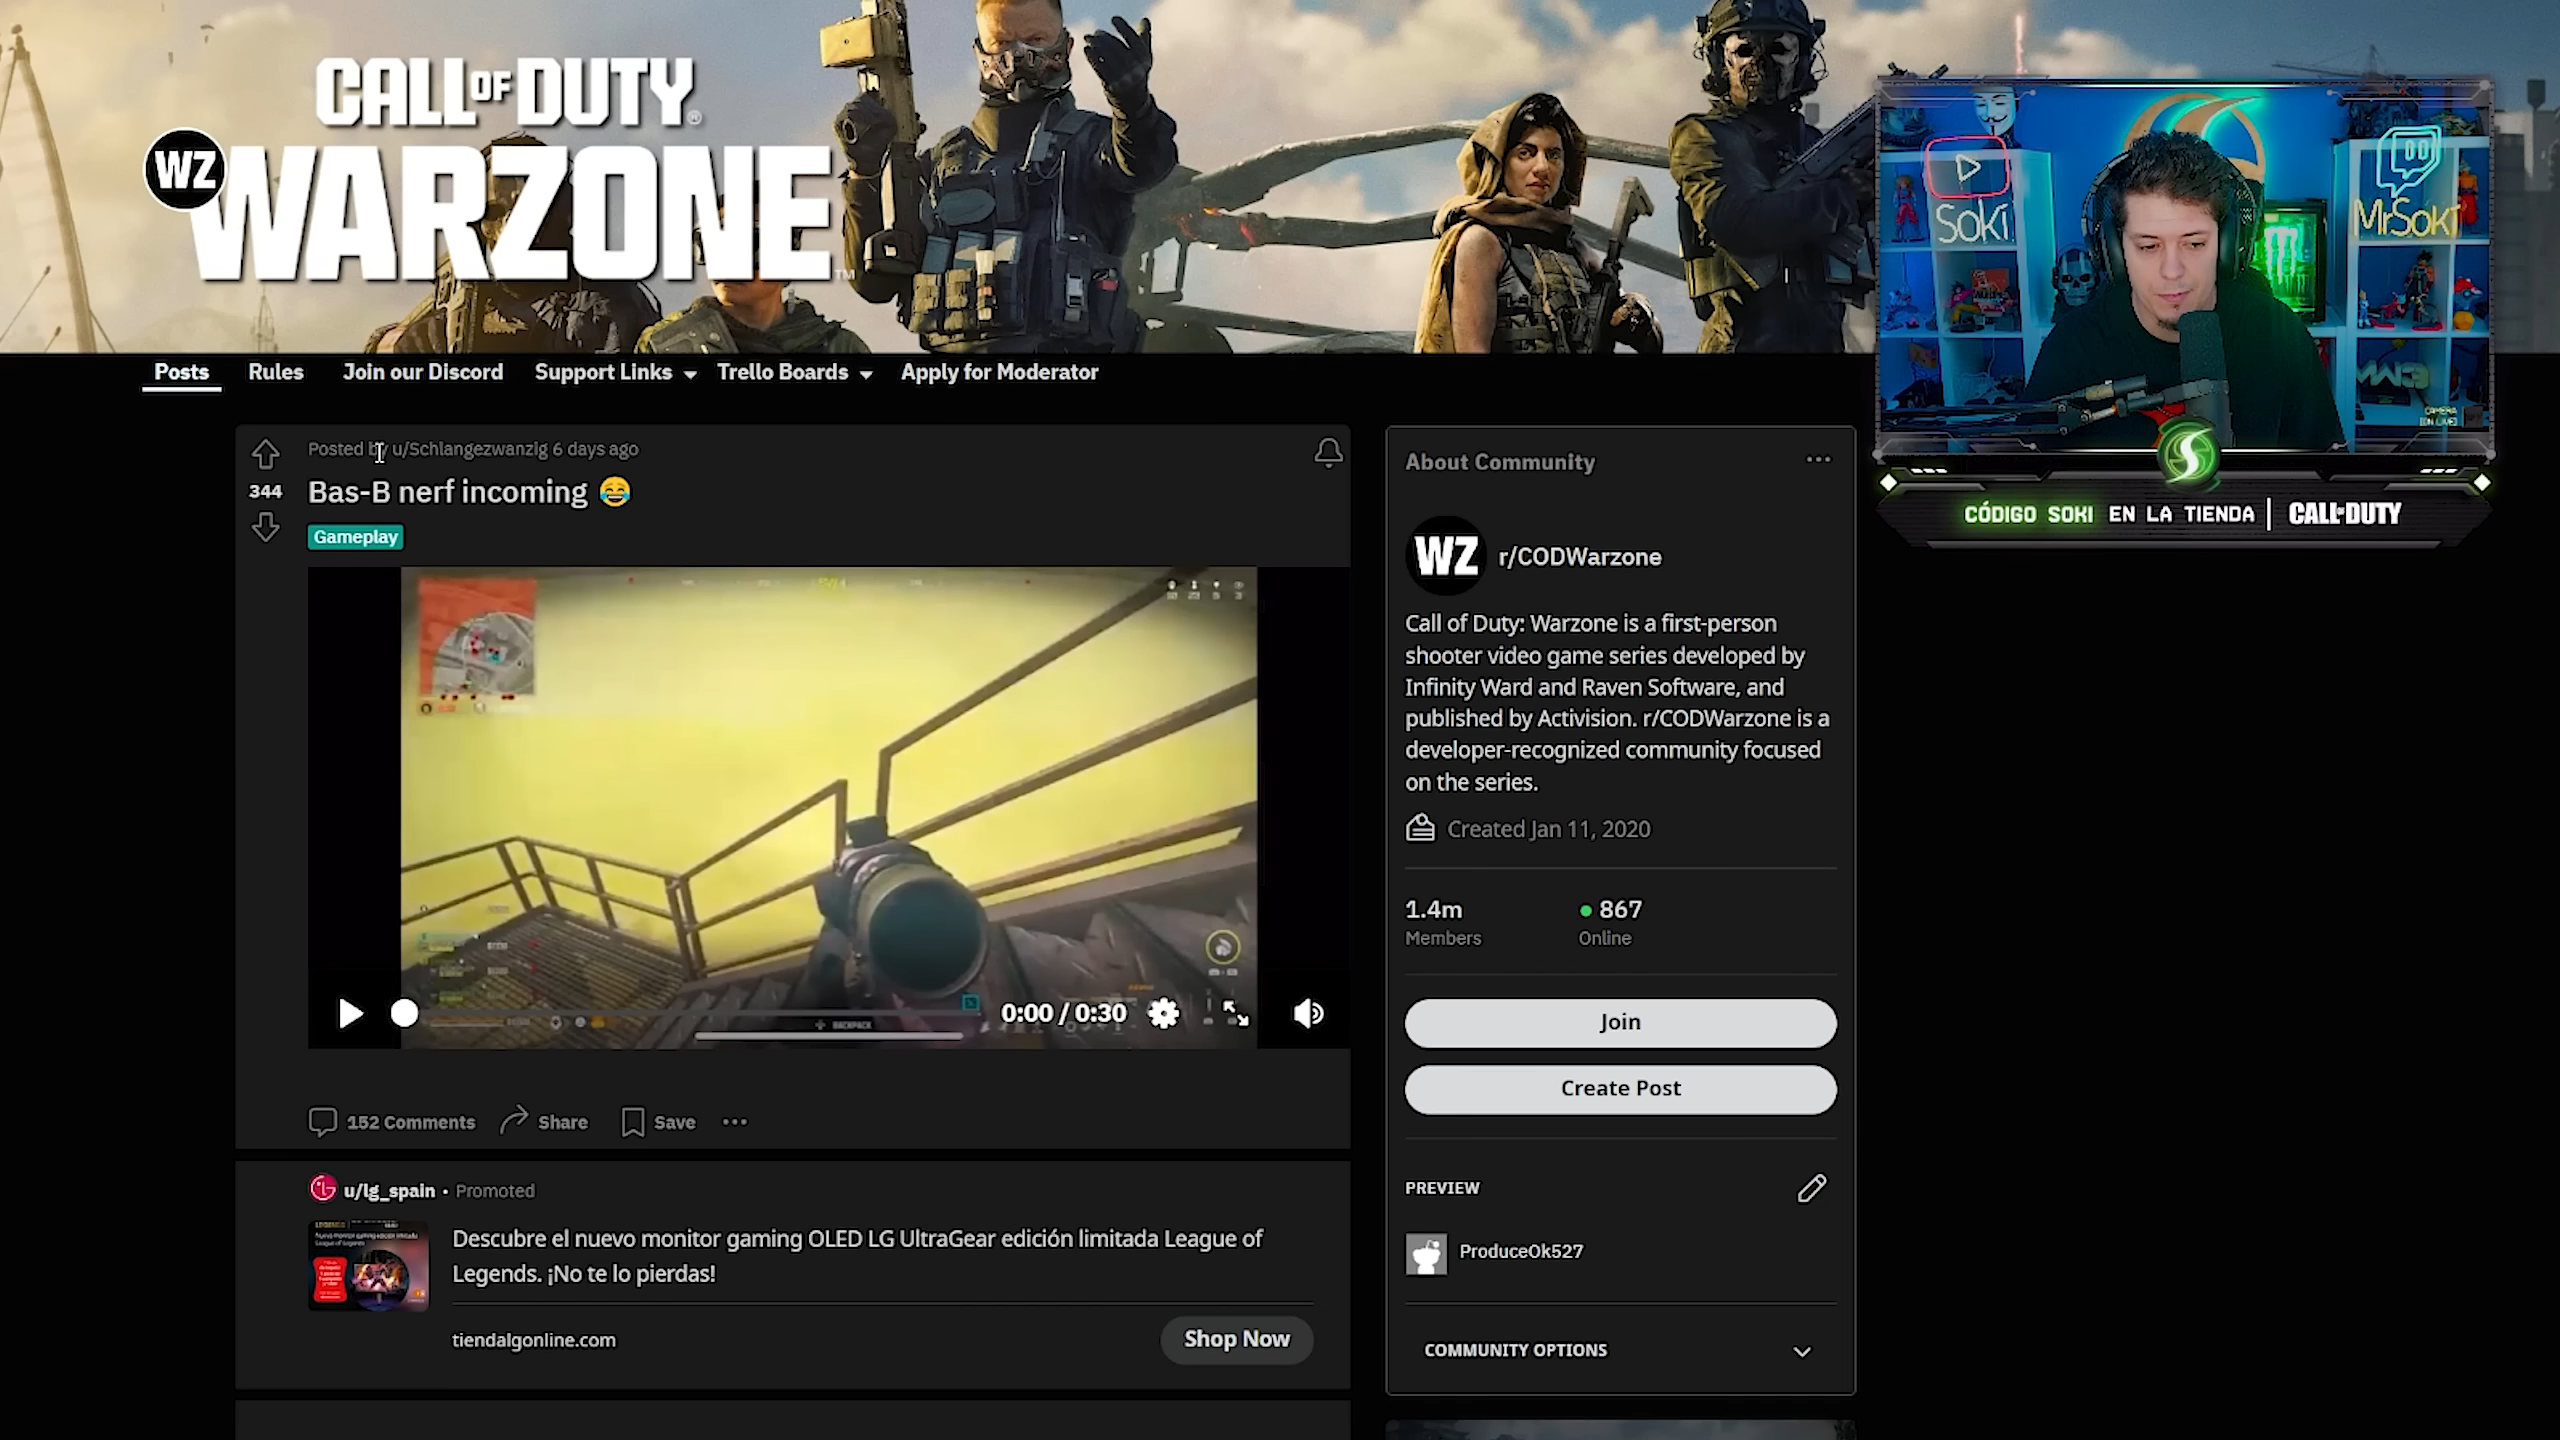 CALL OF DUTY®
WZ
WARZONE™
Posts Rules Join our Discord Support Links Trello Boards Apply for Moderator
Soki
MrSoki
MW3
CÓDIGO SOKI EN LA TIENDA | CALL OF DUTY
Posted by u/Schlangezwanzig 6 days ago
344
Bas-B nerf incoming 😂
Gameplay
BACKPACK
0:00 / 0:30
152 Comments Share Save
u/lg_spain • Promoted
Descubre el nuevo monitor gaming OLED LG UltraGear edición limitada League of
Legends. ¡No te lo pierdas!
tiendalgonline.com
Shop Now
About Community
WZ r/CODWarzone
Call of Duty: Warzone is a first-person
shooter video game series developed by
Infinity Ward and Raven Software, and
published by Activision. r/CODWarzone is a
developer-recognized community focused
on the series.
Created Jan 11, 2020
1.4m 867
Members Online
Join
Create Post
PREVIEW
ProduceOk527
COMMUNITY OPTIONS